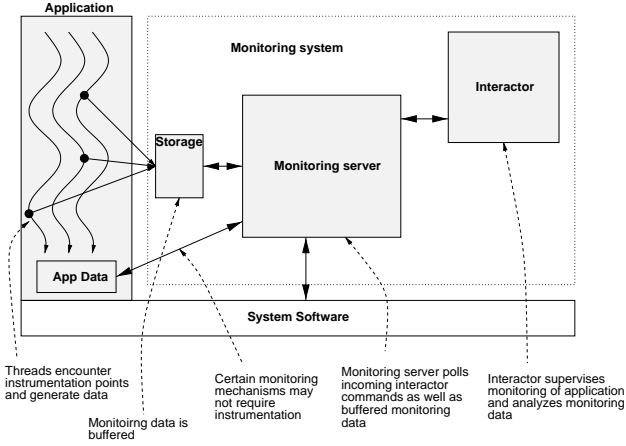 Application
Monitoring system
Interactor
Storage
Monitoring server
App Data
System Software
Threads encounter
instrumentation points
and generate data
Monitoirng data is
buffered
Certain monitoring
mechanisms may
not require
instrumentation
Monitoring server polls
incoming interactor
commands as well as
buffered monitoring
data
Interactor supervises
monitoring of application
and analyzes monitoring
data